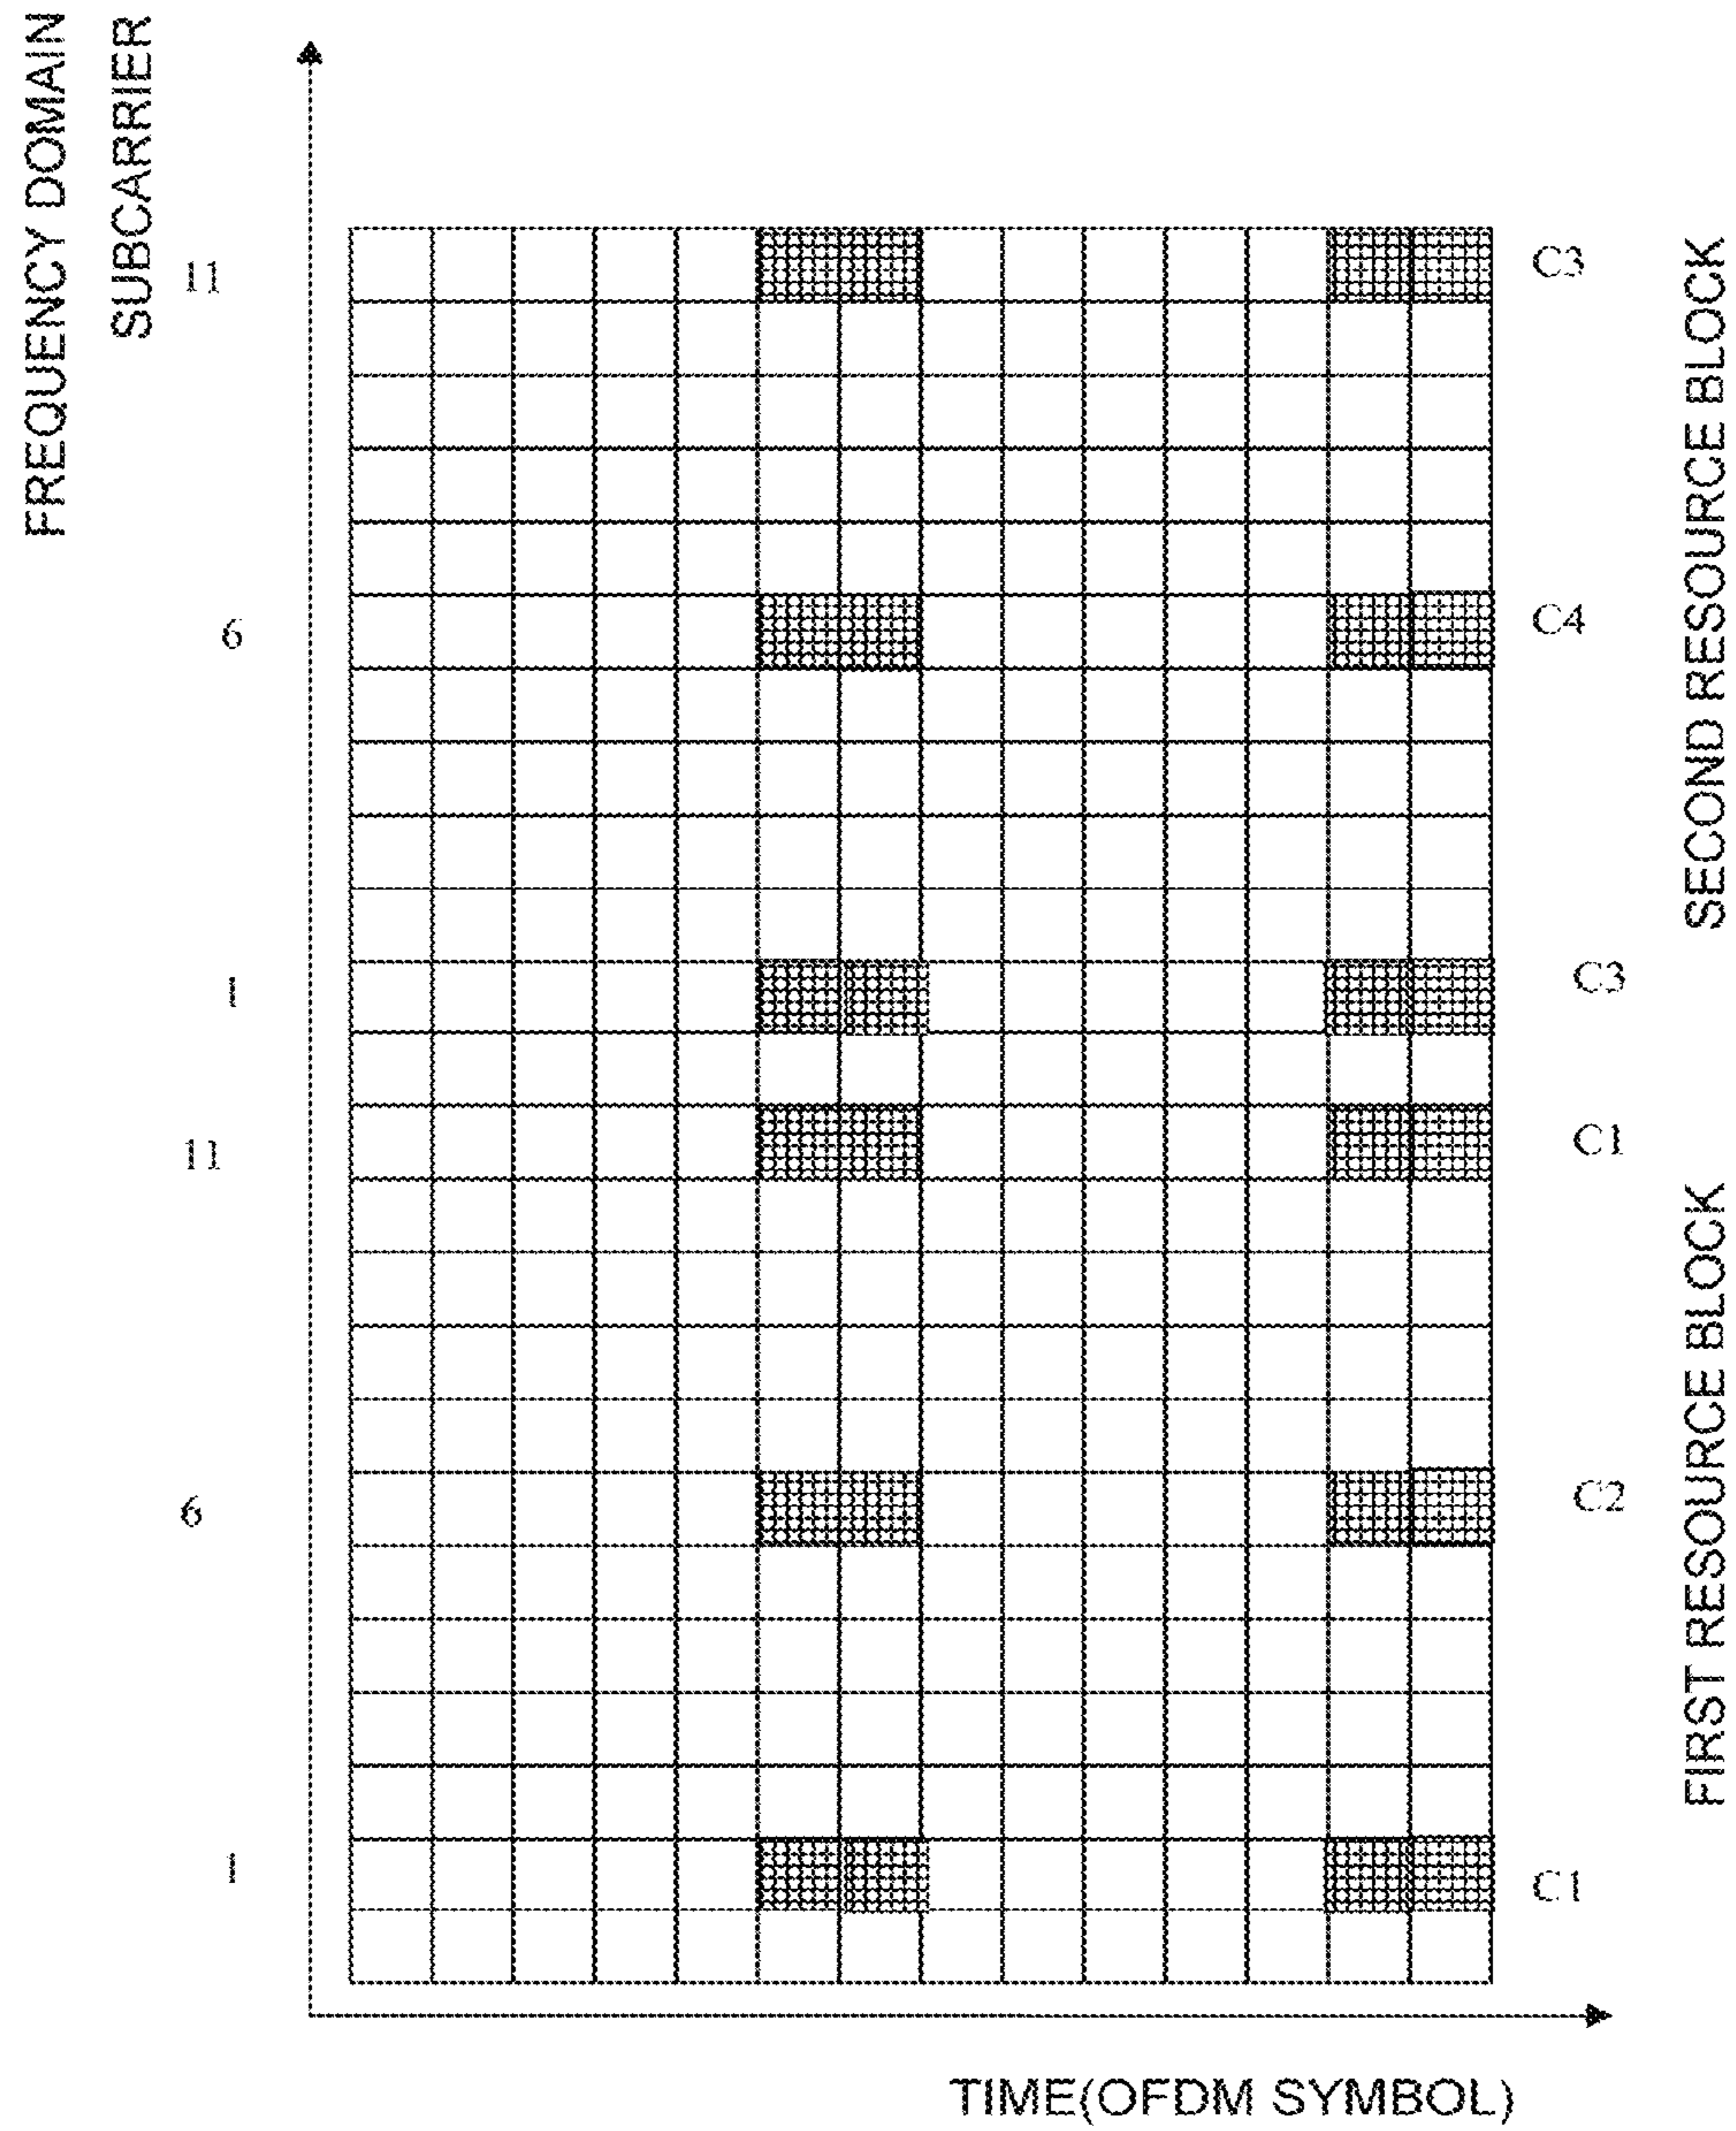 FREQUENCY DOMAIN
SUBCARRIER
11
C3
6
C4
SECOND RESOURCE BLOCK
1
C3
11
C1
6
C2
FIRST RESOURCE BLOCK
1
C1
TIME(OFDM SYMBOL)